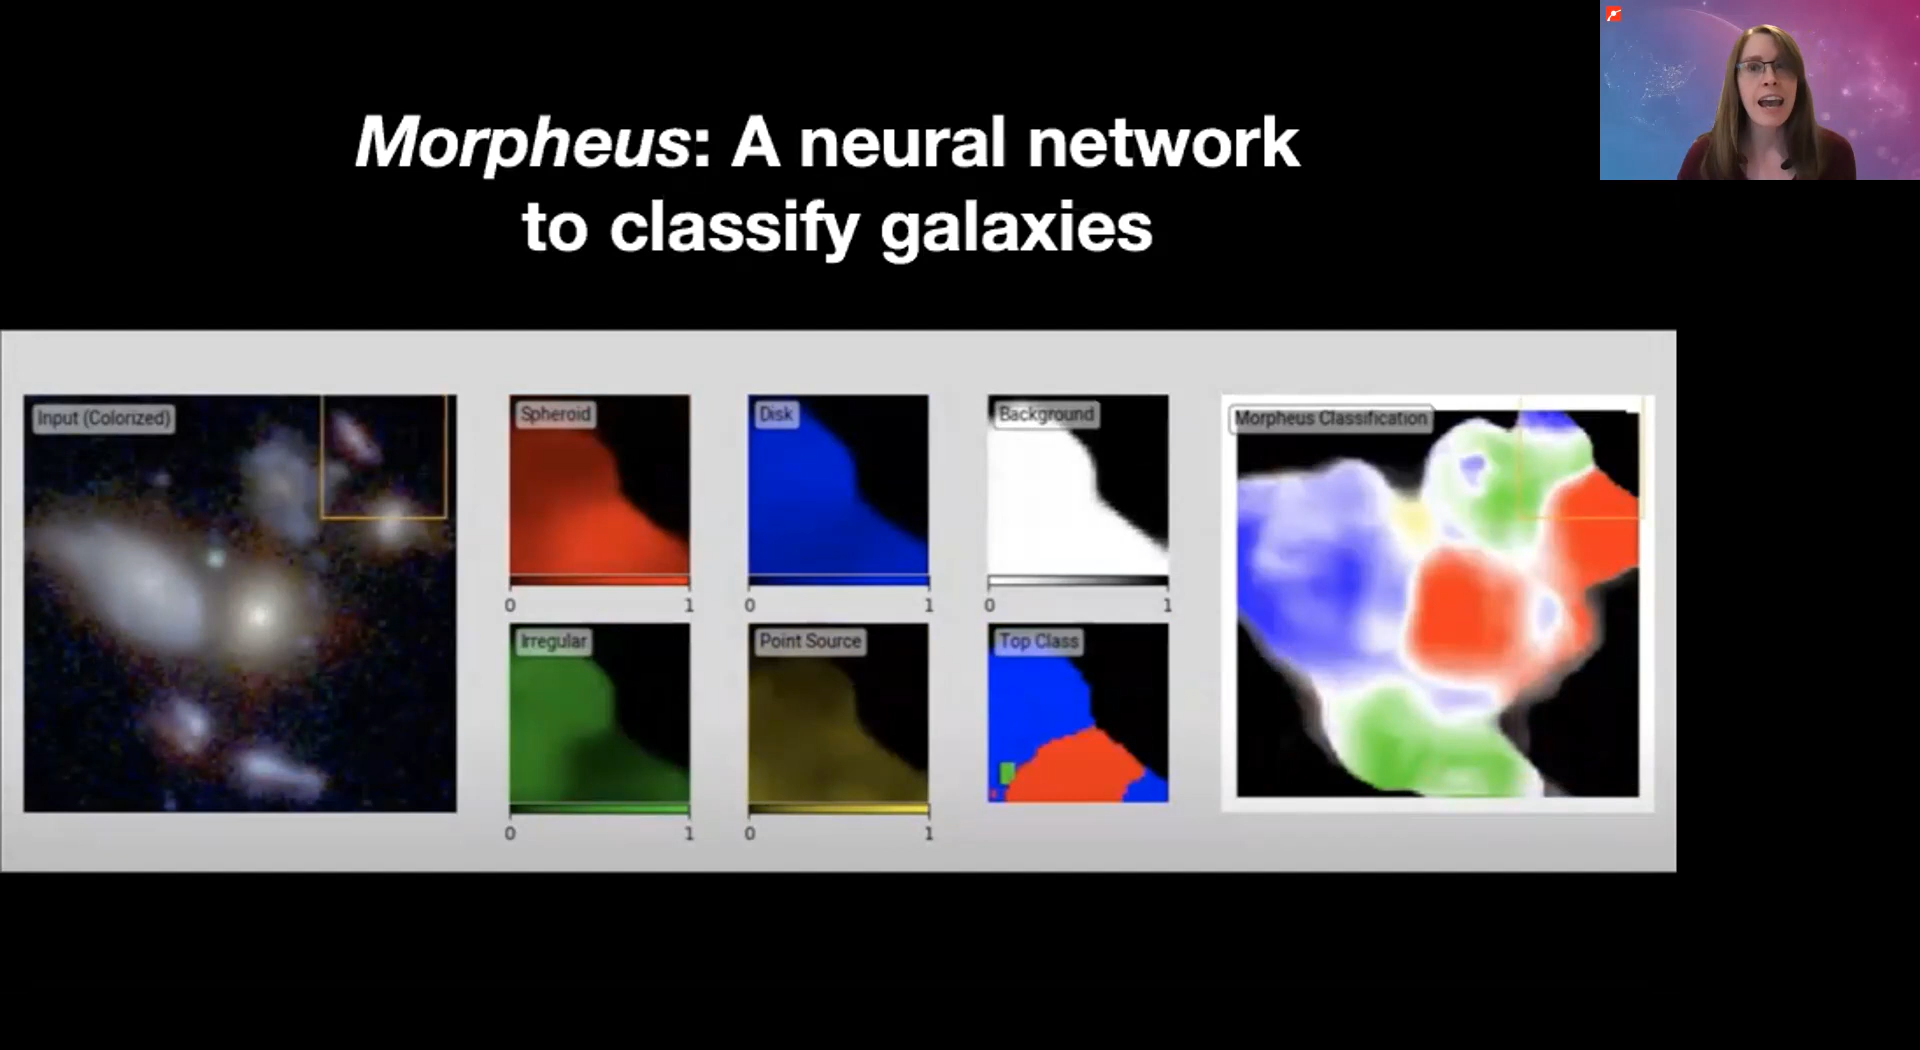 Morpheus: A neural network
to classify galaxies
Input (Colorized)
Spheroid
Disk
Background
Morpheus Classification
0 1
0 1
0 1
Irregular
Point Source
Top Class
0 1
0 1